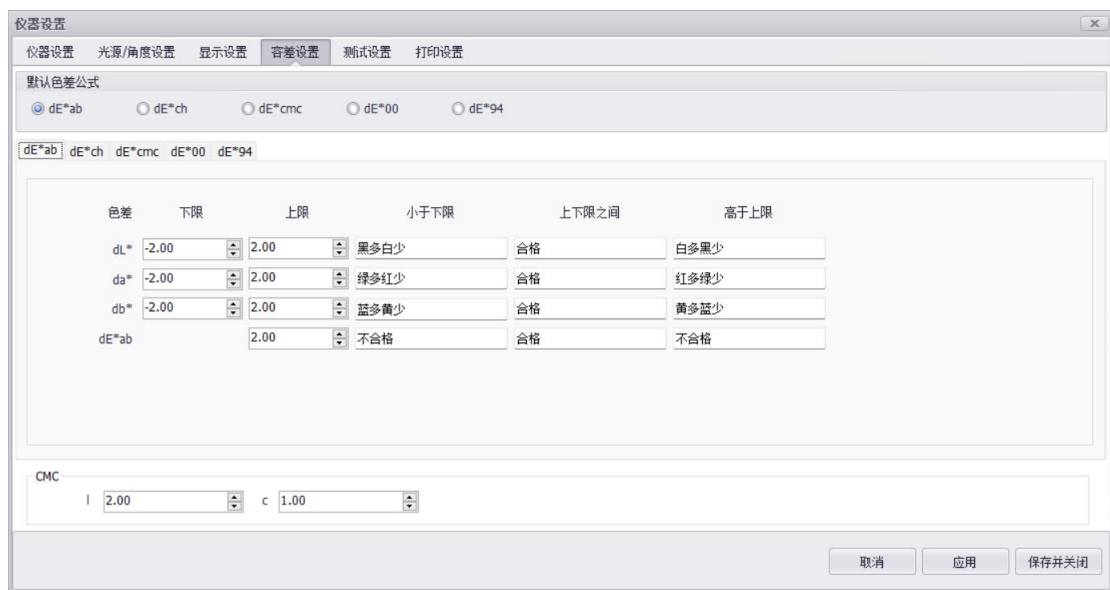 仪器设置
仪器设置 光源/角度设置 显示设置 容差设置 测试设置 打印设置
默认色差公式
dE*ab dE*ch dE*cmc dE*00 dE*94
dE*ab dE*ch dE*cmc dE*00 dE*94
色差 下限 上限 小于下限 上下限之间 高于上限
dL* -2.00 2.00 黑多白少 合格 白多黑少
da* -2.00 2.00 绿多红少 合格 红多绿少
db* -2.00 2.00 蓝多黄少 合格 黄多蓝少
dE*ab 2.00 不合格 合格 不合格
CMC
l 2.00 c 1.00
取消 应用 保存并关闭